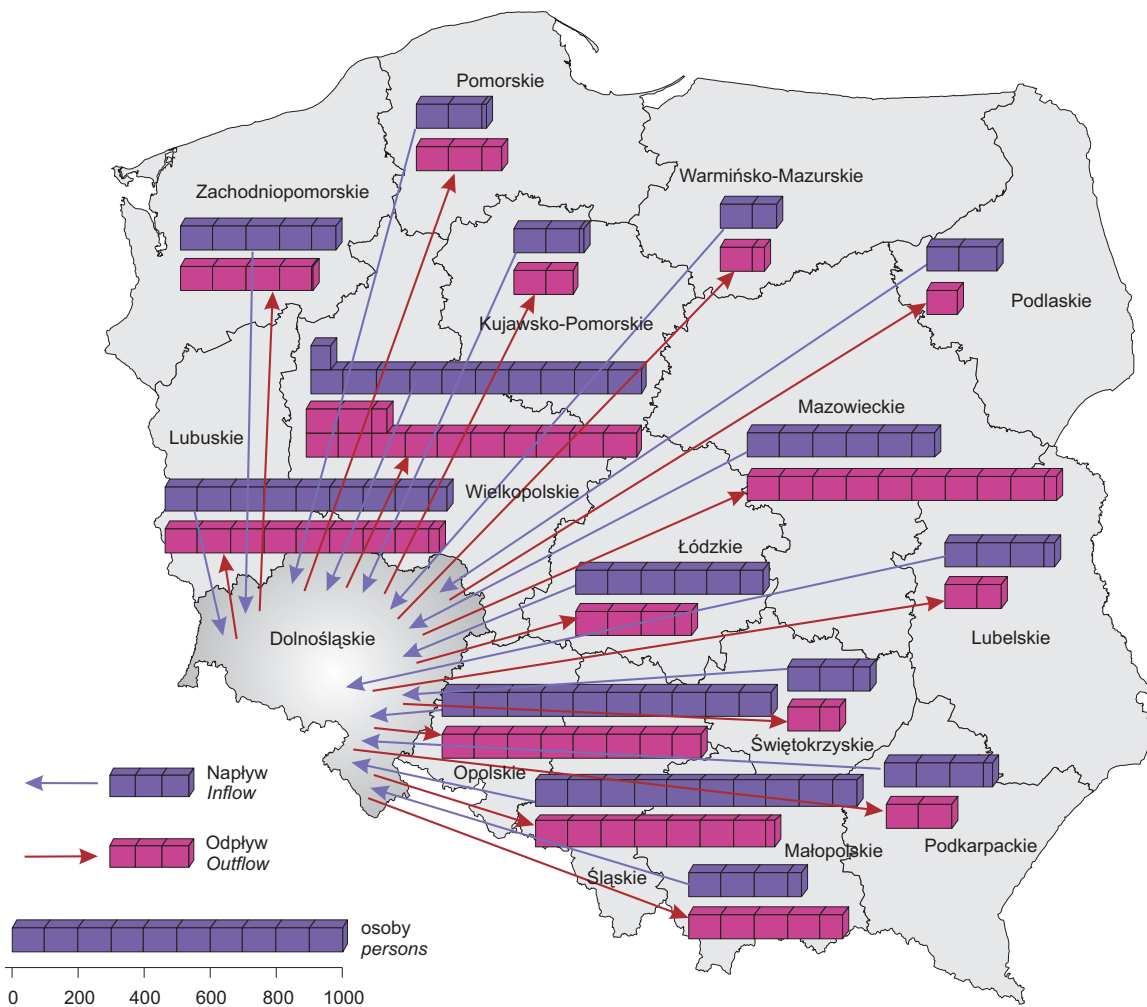 Pomorskie
Warmińsko-Mazurskie
Zachodniopomorskie
Podlaskie
Kujawsko-Pomorskie
Mazowieckie
Lubuskie
Wielkopolskie
Łódzkie
Dolnośląskie
Lubelskie
Świętokrzyskie
Opolskie
Napływ
Inflow
Odpływ
Outflow
Małopolskie
Podkarpackie
Śląskie
osoby
persons
0 200 400 600 800 1000